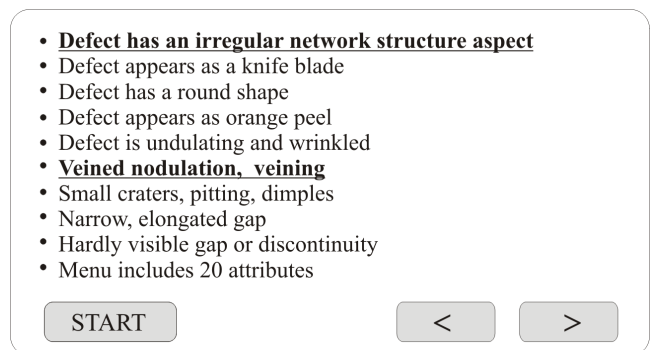 • Defect has an irregular network structure aspect
• Defect appears as a knife blade
• Defect has a round shape
• Defect appears as orange peel
• Defect is undulating and wrinkled
• Veined nodulation, veining
• Small craters, pitting, dimples
• Narrow, elongated gap
• Hardly visible gap or discontinuity
• Menu includes 20 attributes
START < >